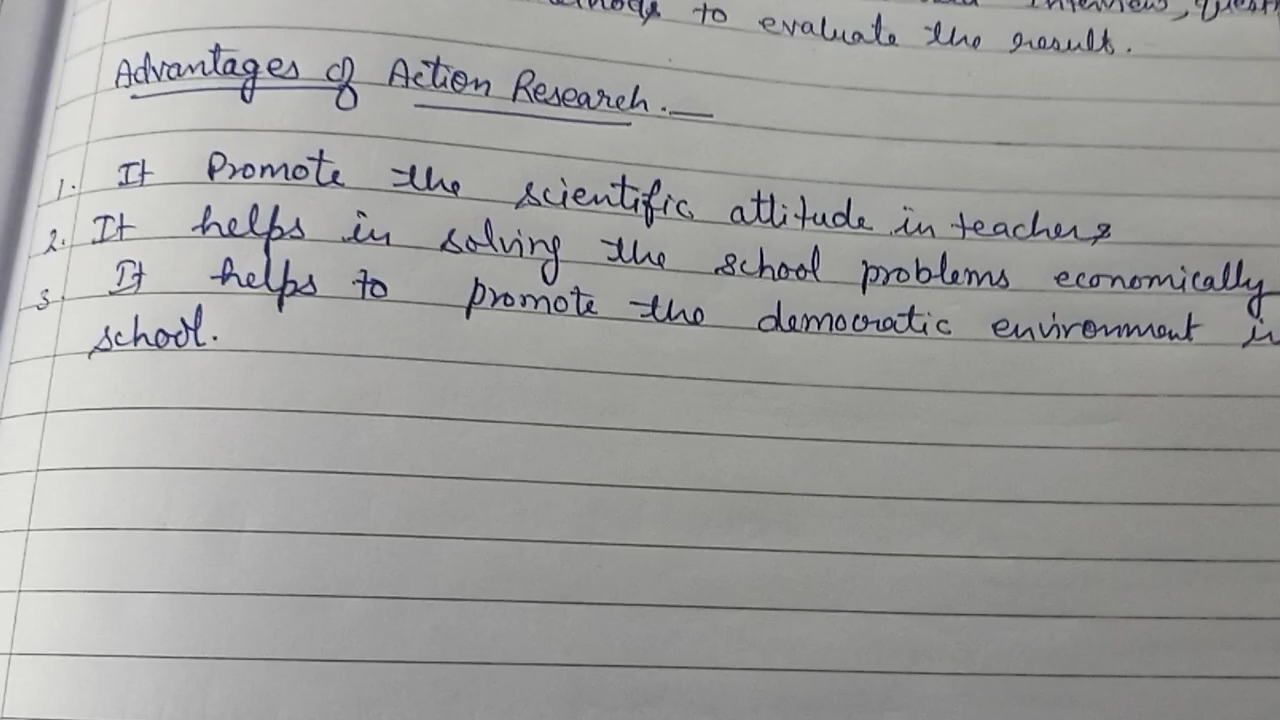 to evaluate the result.
Advantages of Action Research. —
1. It Promote the scientific attitude in teachers
2. It helps in solving the school problems economically
3. It helps to promote the democratic environment in
school.